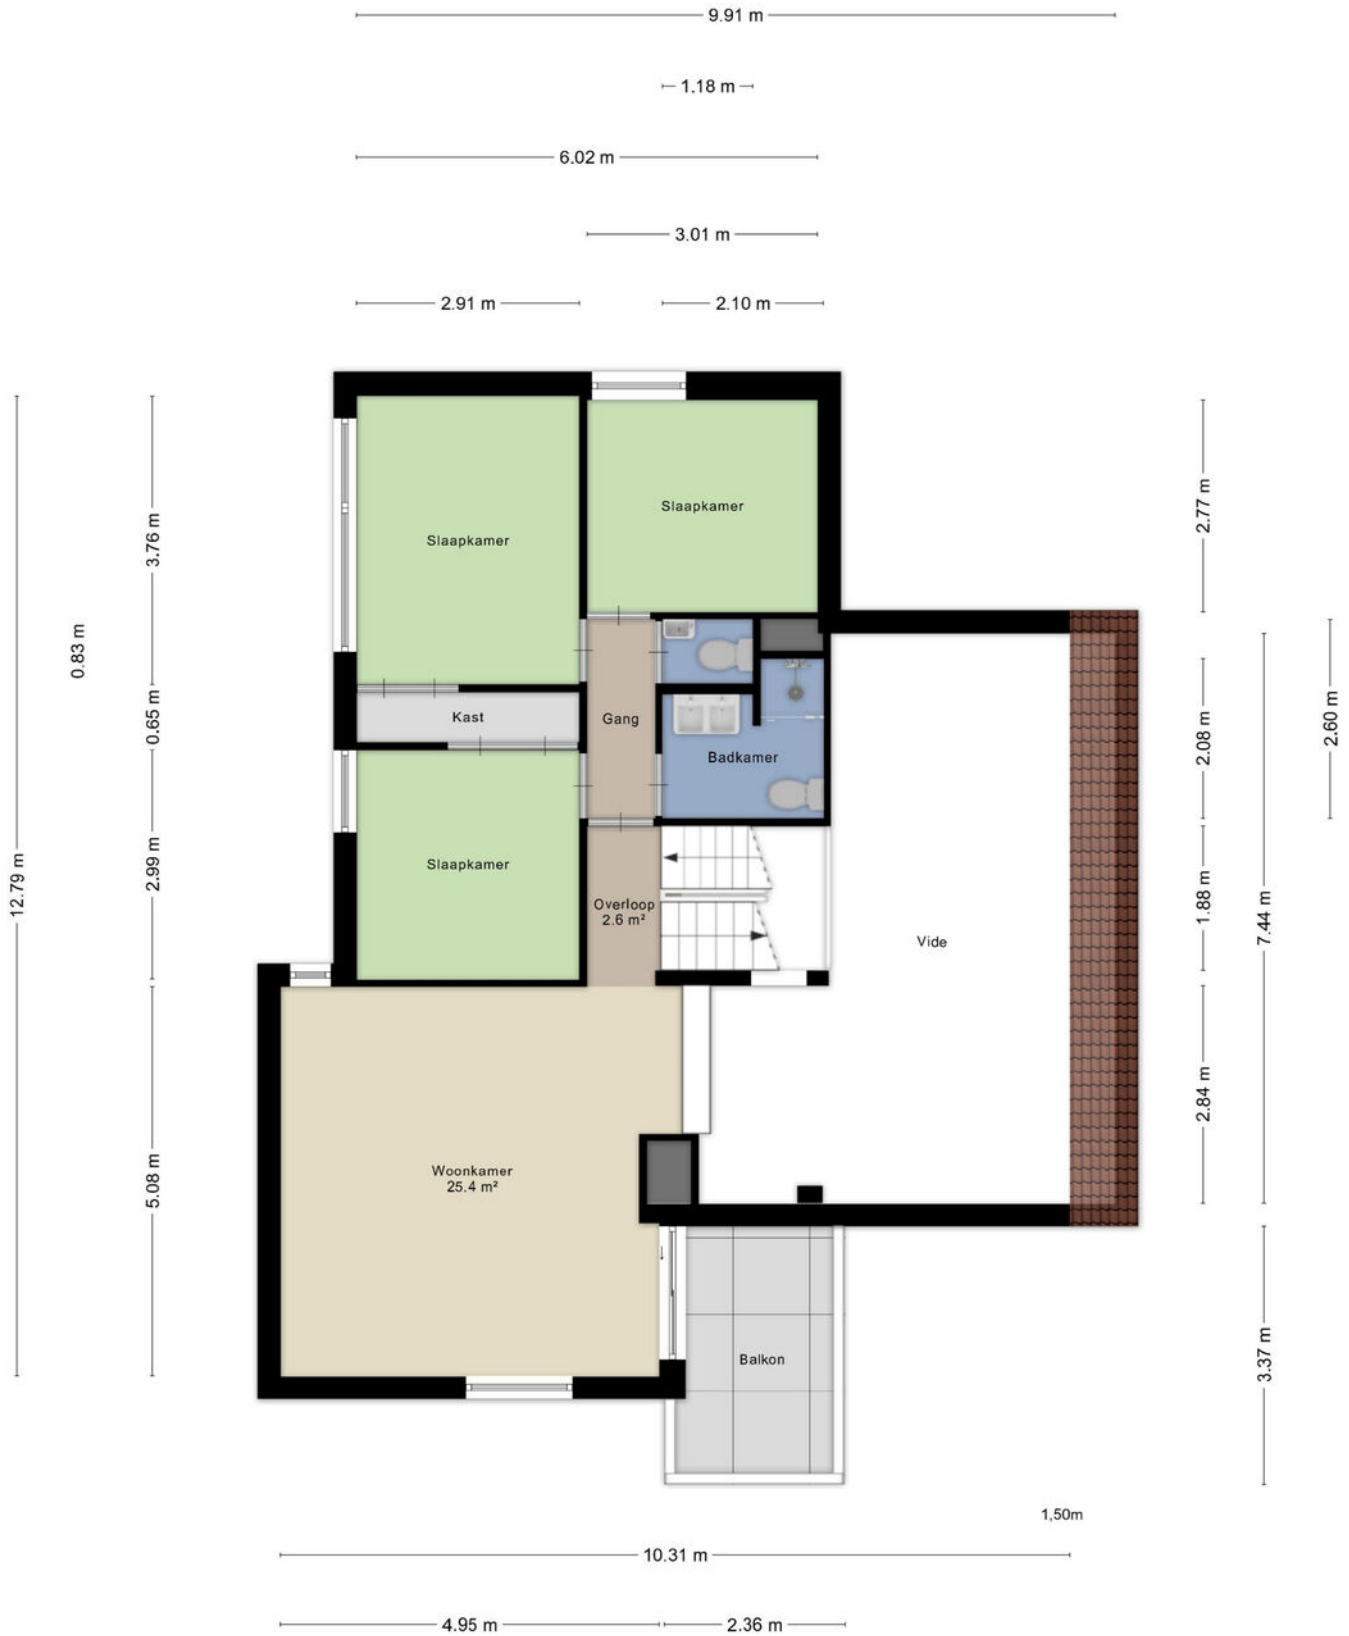 9.91 m
1.18 m
6.02 m
3.01 m
2.91 m
2.10 m
3.76 m
2.77 m
Slaapkamer
Slaapkamer
0.83 m
0.65 m
Kast
Gang
2.60 m
2.08 m
Badkamer
12.79 m
2.99 m
Slaapkamer
Overloop
2.6 m²
1.88 m
7.44 m
Vide
2.84 m
5.08 m
Woonkamer
25.4 m²
Balkon
3.37 m
1,50m
10.31 m
4.95 m
2.36 m